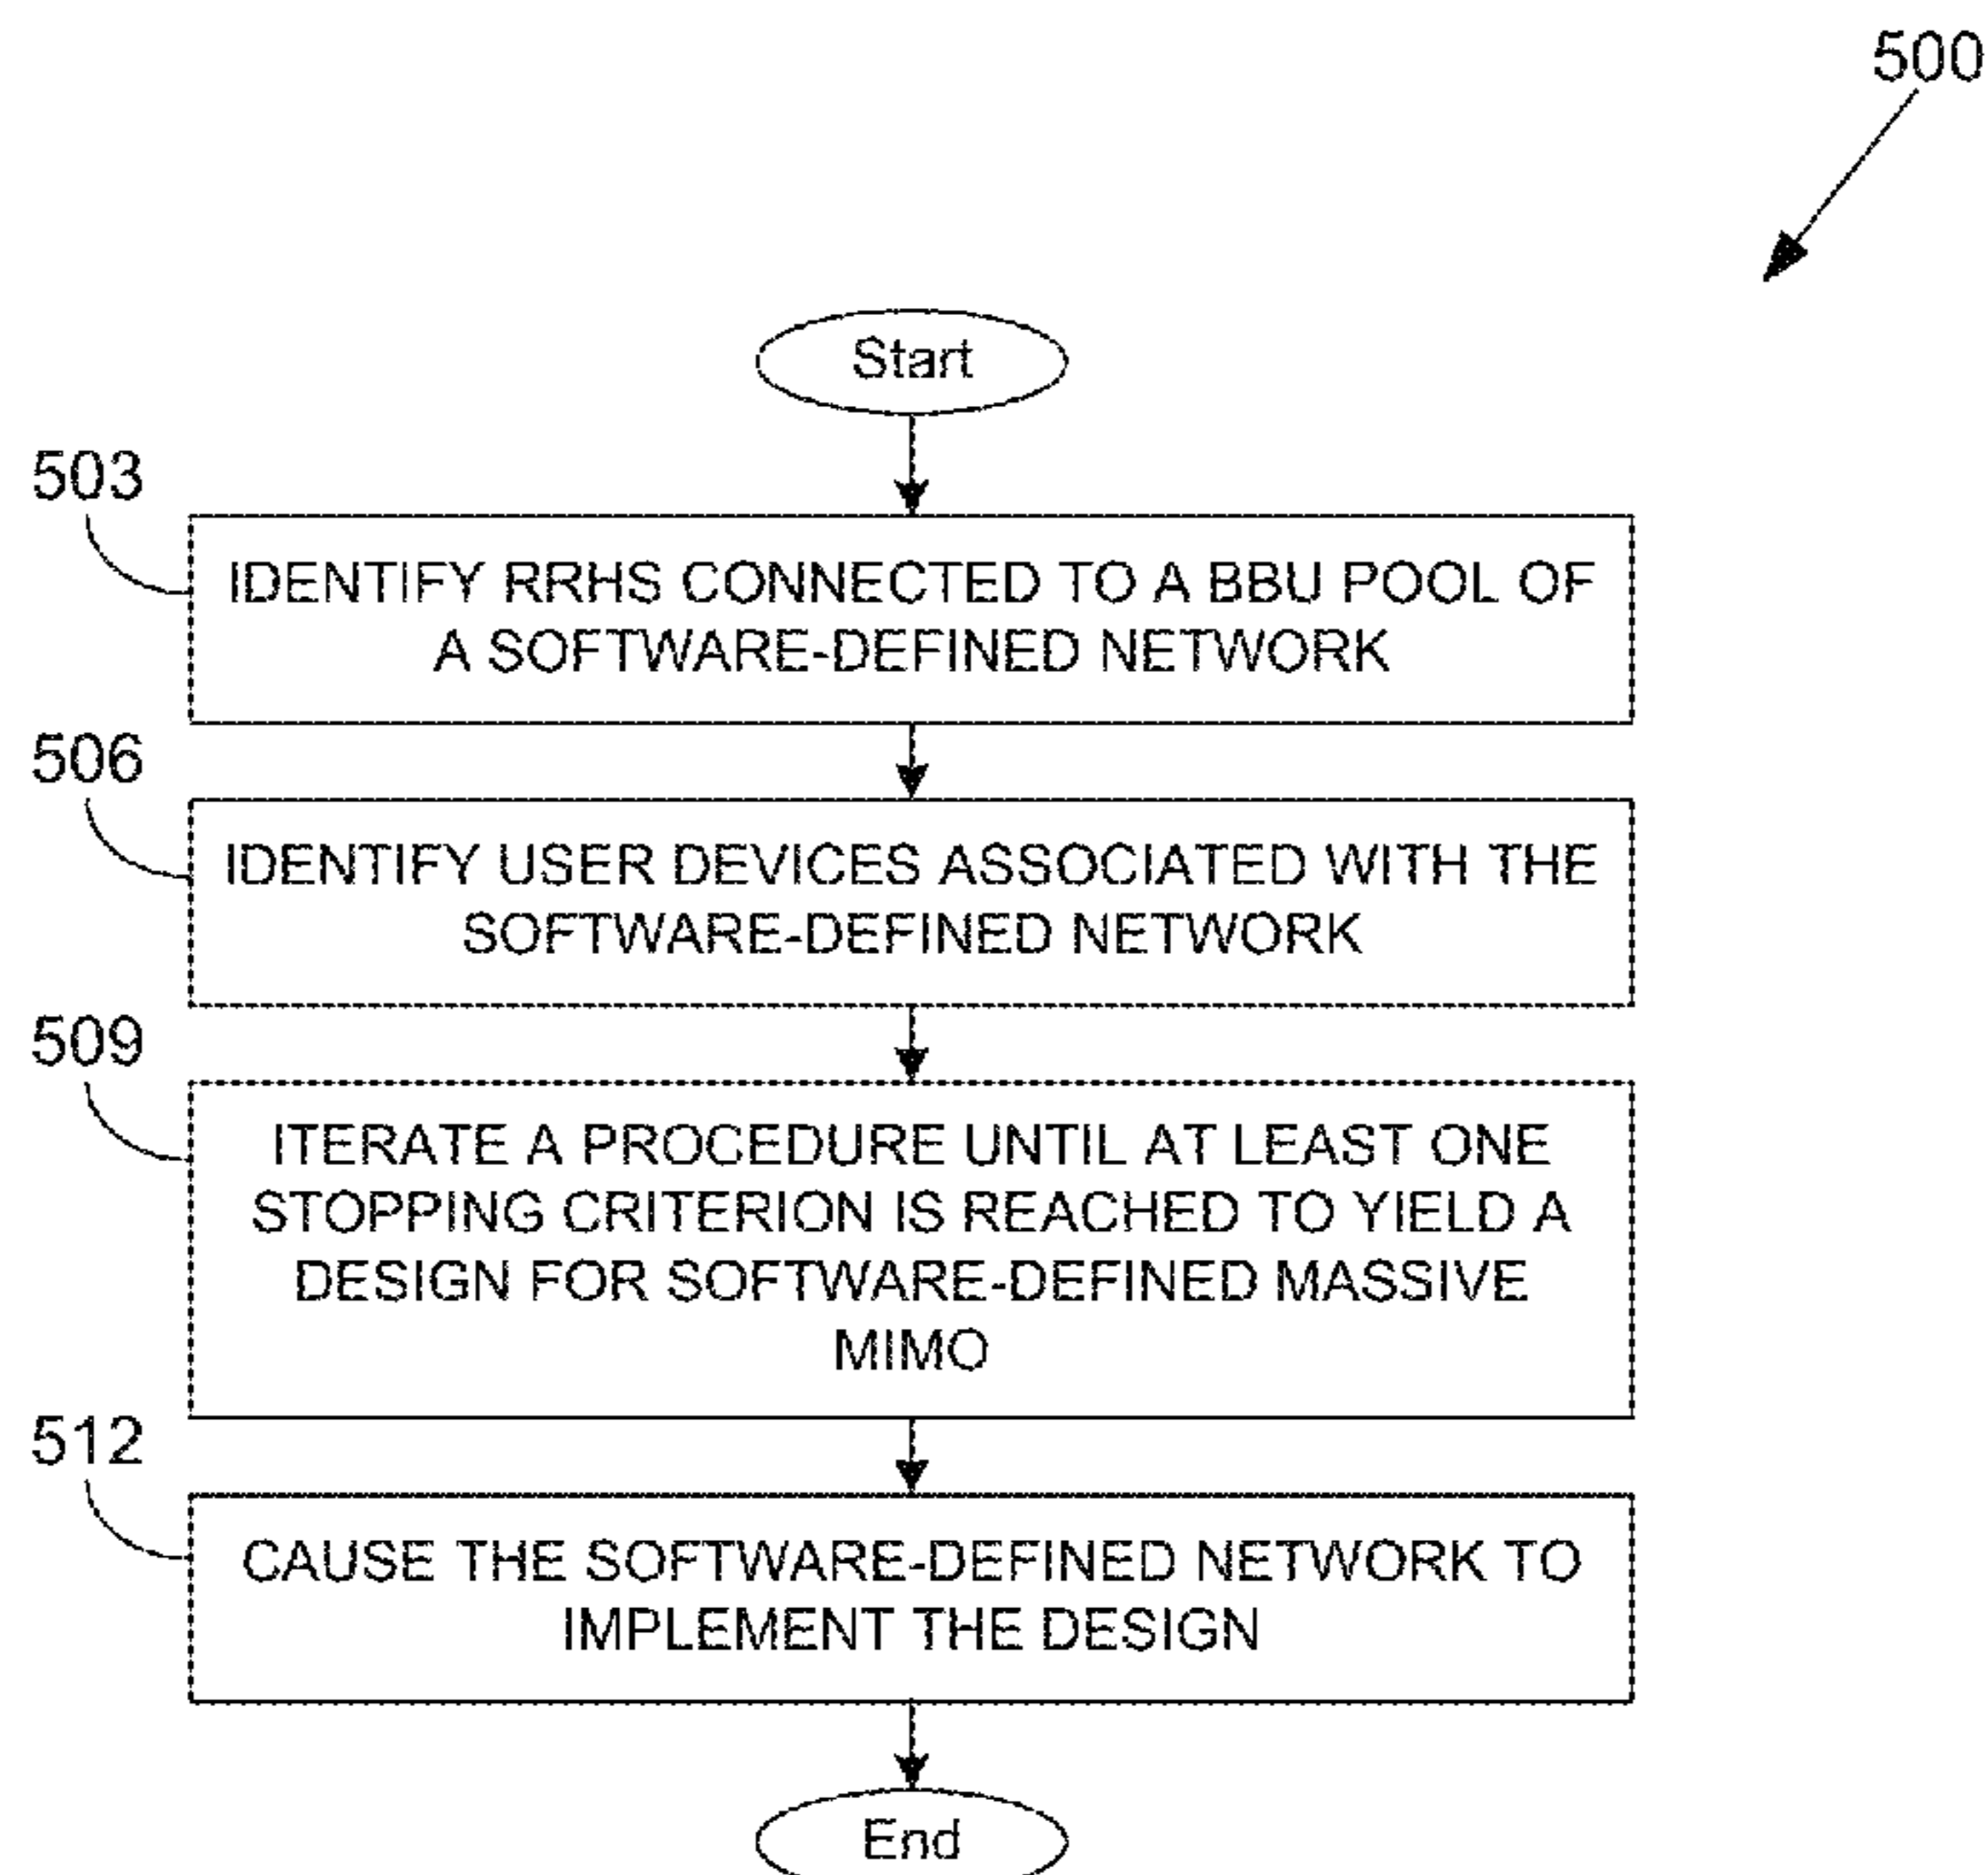 500
Start
503
IDENTIFY RRHS CONNECTED TO A BBU POOL OF
A SOFTWARE-DEFINED NETWORK
506
IDENTIFY USER DEVICES ASSOCIATED WITH THE
SOFTWARE-DEFINED NETWORK
509
ITERATE A PROCEDURE UNTIL AT LEAST ONE
STOPPING CRITERION IS REACHED TO YIELD A
DESIGN FOR SOFTWARE-DEFINED MASSIVE
MIMO
512
CAUSE THE SOFTWARE-DEFINED NETWORK TO
IMPLEMENT THE DESIGN
End